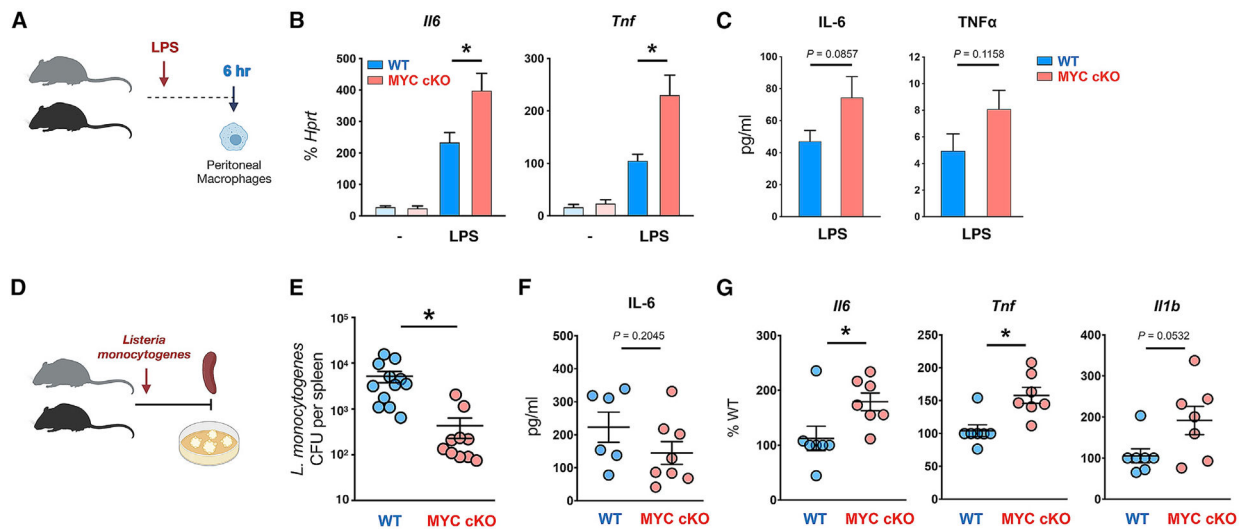 A
LPS
6 hr
Peritoneal
Macrophages
B
Il6
% Hprt
500
400
300
200
100
0
WT
MYC cKO
*
-
LPS
Tnf
300
200
100
0
*
-
LPS
C
IL-6
pg/ml
100
80
60
40
20
0
P = 0.0857
LPS
TNFα
12
10
8
6
4
2
0
P = 0.1158
LPS
WT
MYC cKO
D
Listeria
monocytogenes
E
L. monocytogenes
CFU per spleen
10⁵
10⁴
10³
10²
10
*
WT MYC cKO
F
IL-6
pg/ml
500
400
300
200
100
0
P = 0.2045
WT MYC cKO
G
Il6
% WT
300
200
100
0
*
WT MYC cKO
Tnf
250
200
150
100
50
0
*
WT MYC cKO
Il1b
400
300
200
100
0
P = 0.0532
WT MYC cKO